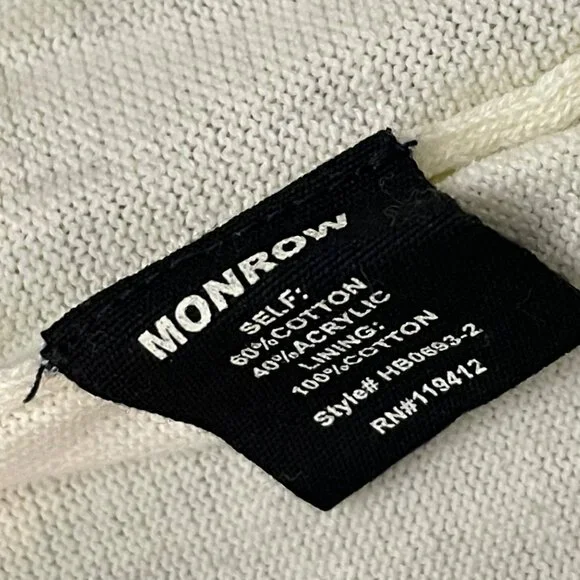 MONROW
SELF:
60%COTTON
40%ACRYLIC
LINING:
100%COTTON
Style# HB0693-2
RN#119412